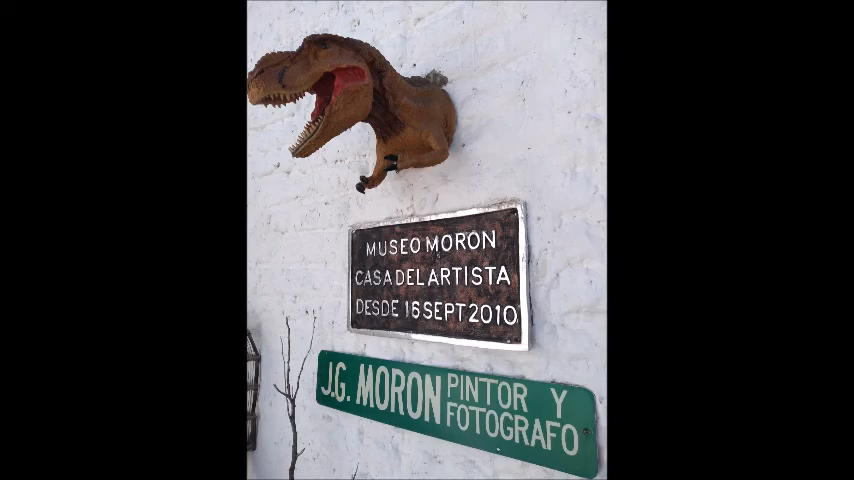 MUSEO MORON
CASA DEL ARTISTA
DESDE 16 SEPT 2010
J.G. MORON PINTOR Y
FOTOGRAFO